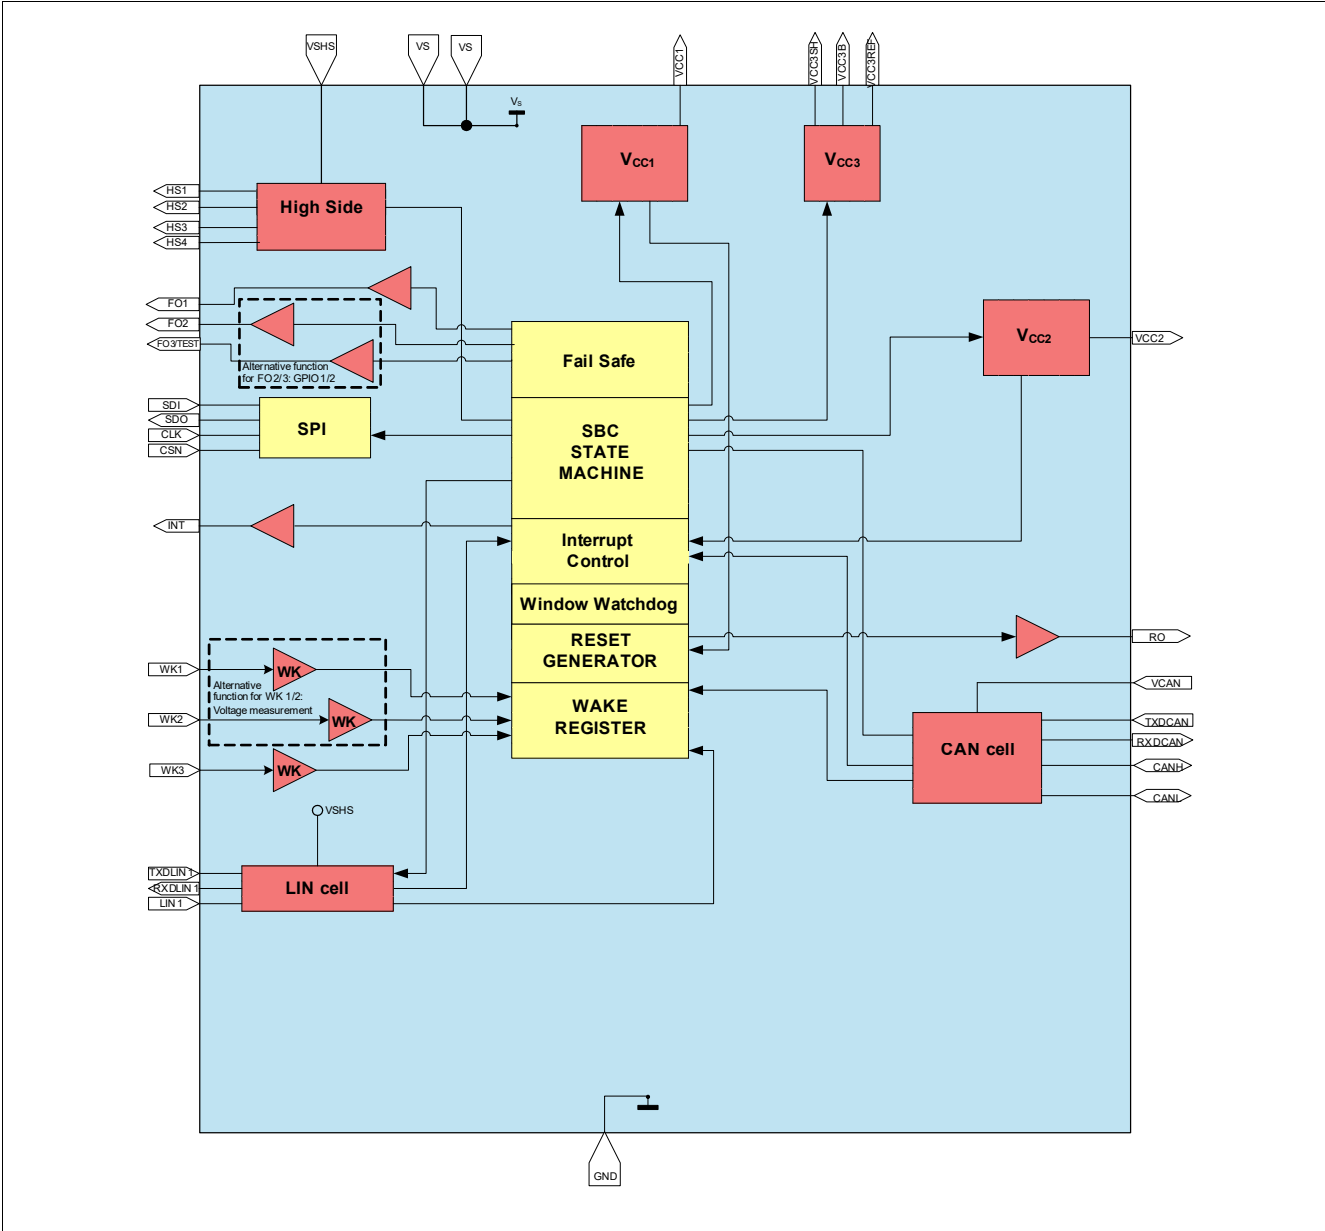 VSHS
VS
VS
VCC1
VCC3SH
VCC3B
VCC3REF
VS
VCC1
VCC3
HS1
HS2
HS3
HS4
High Side
FO1
FO2
FO3/TEST
Alternative function
for FO2/3: GPIO1/2
Fail Safe
VCC2
VCC2
SDI
SDO
CLK
CSN
SPI
SBC
STATE
MACHINE
INT
Interrupt
Control
Window Watchdog
RESET
GENERATOR
RO
WK1
WK
Alternative
function for WK 1/2:
Voltage measurement
WK2
WK
WK3
WK
WAKE
REGISTER
VCAN
TXDCAN
RXDCAN
CANH
CANL
CAN cell
VSHS
TXDLIN1
RXDLIN1
LIN1
LIN cell
GND